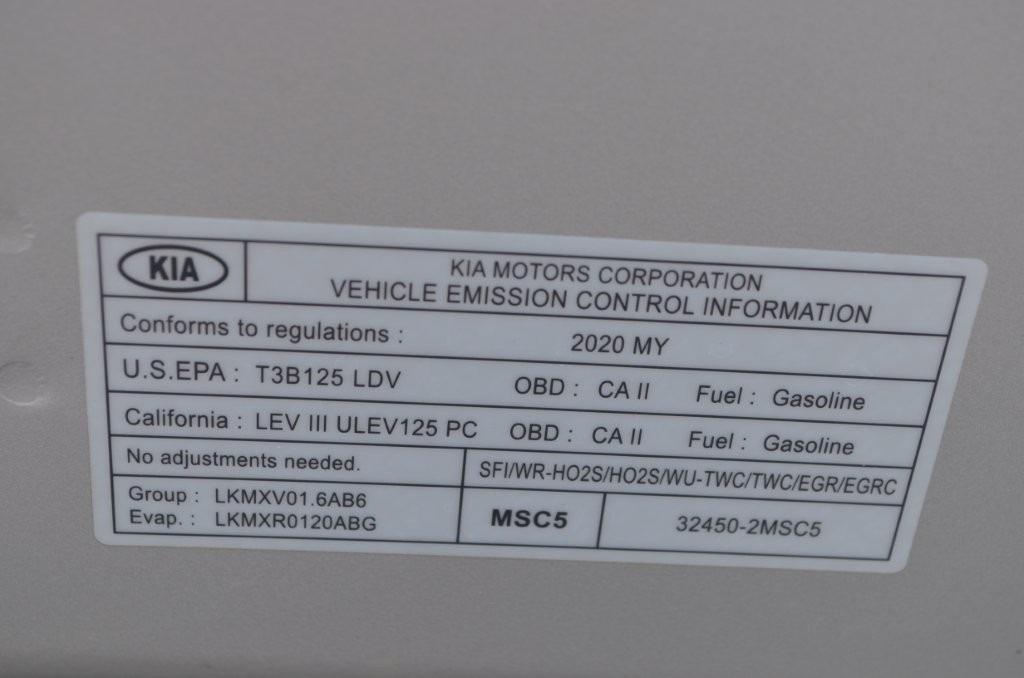 KIA
KIA MOTORS CORPORATION
VEHICLE EMISSION CONTROL INFORMATION
Conforms to regulations : 2020 MY
U.S.EPA : T3B125 LDV OBD : CA II Fuel : Gasoline
California : LEV III ULEV125 PC OBD : CA II Fuel : Gasoline
No adjustments needed. SFI/WR-HO2S/HO2S/WU-TWC/TWC/EGR/EGRC
Group : LKMXV01.6AB6
Evap. : LKMXR0120ABG
MSC5 32450-2MSC5